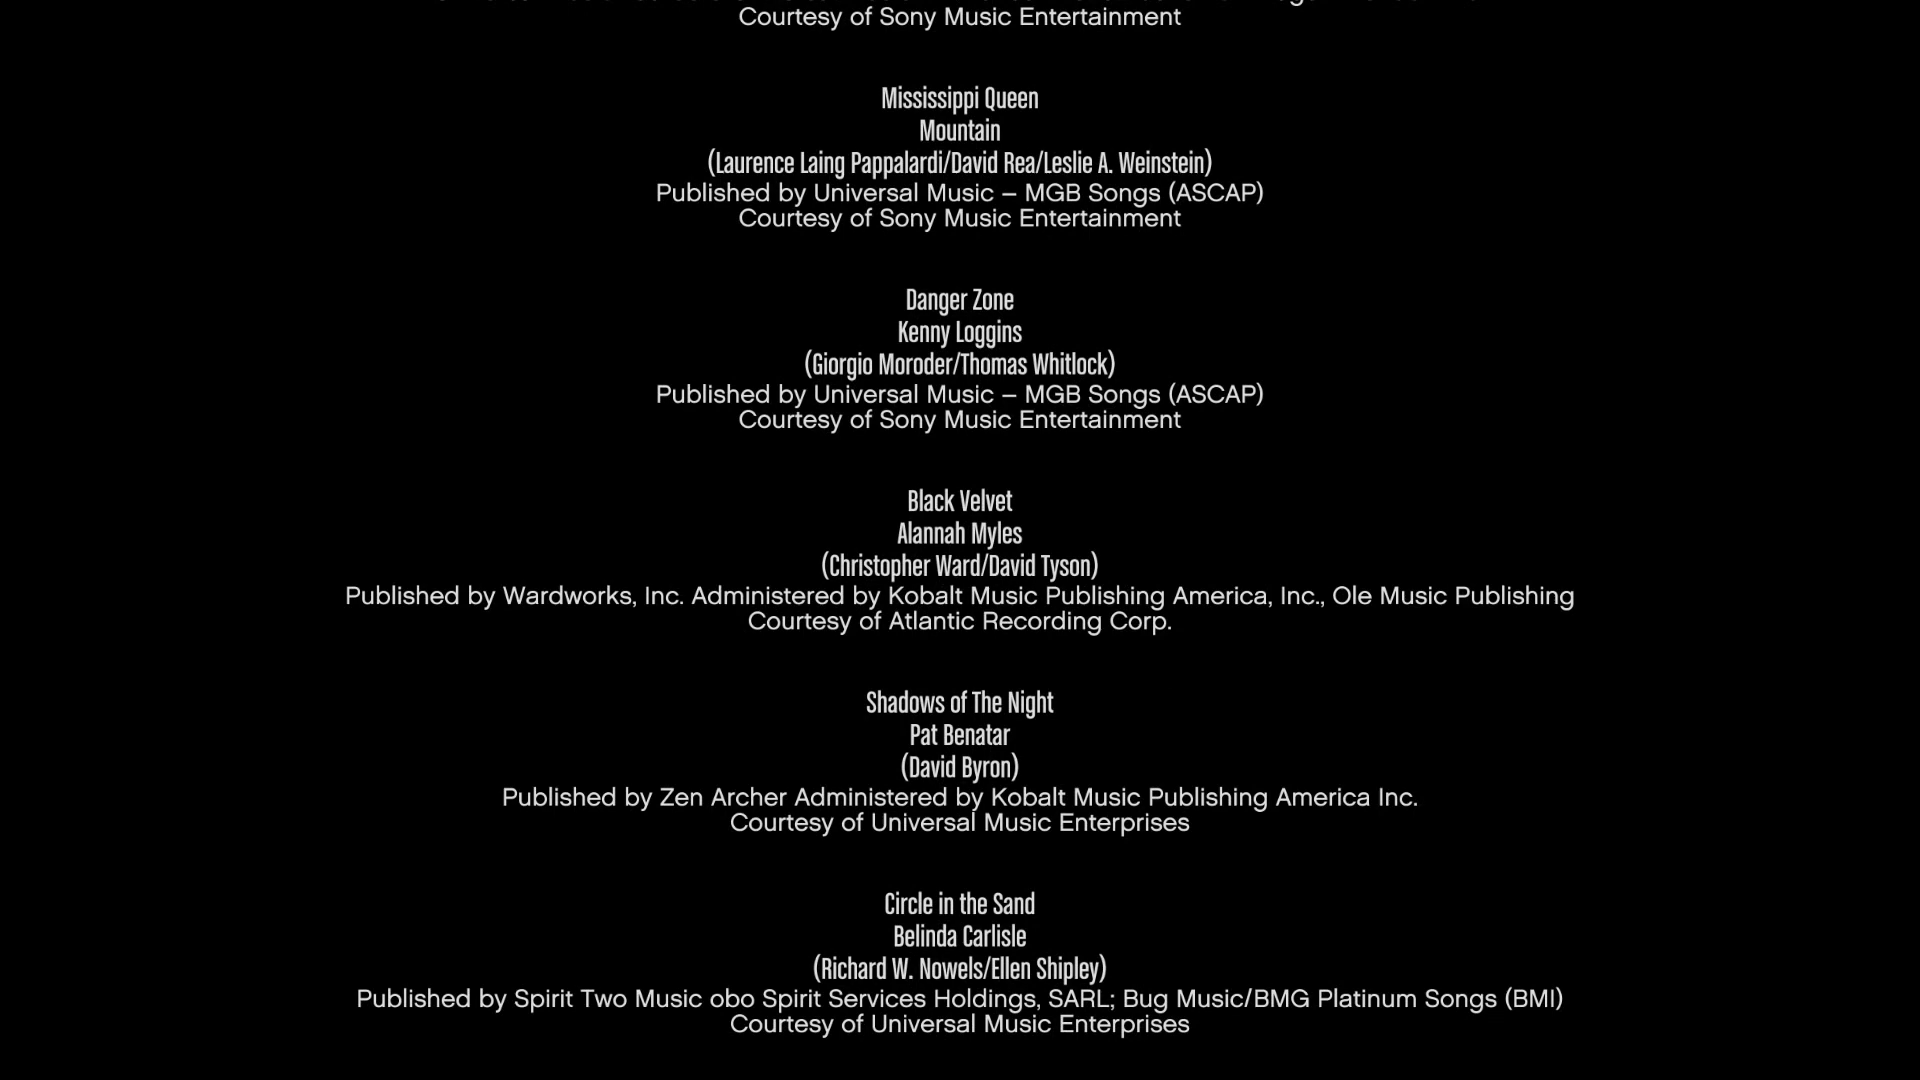 Courtesy of Sony Music Entertainment
Mississippi Queen
Mountain
(Laurence Laing Pappalardi/David Rea/Leslie A. Weinstein)
Published by Universal Music – MGB Songs (ASCAP)
Courtesy of Sony Music Entertainment
Danger Zone
Kenny Loggins
(Giorgio Moroder/Thomas Whitlock)
Published by Universal Music – MGB Songs (ASCAP)
Courtesy of Sony Music Entertainment
Black Velvet
Alannah Myles
(Christopher Ward/David Tyson)
Published by Wardworks, Inc. Administered by Kobalt Music Publishing America, Inc., Ole Music Publishing
Courtesy of Atlantic Recording Corp.
Shadows of The Night
Pat Benatar
(David Byron)
Published by Zen Archer Administered by Kobalt Music Publishing America Inc.
Courtesy of Universal Music Enterprises
Circle in the Sand
Belinda Carlisle
(Richard W. Nowels/Ellen Shipley)
Published by Spirit Two Music obo Spirit Services Holdings, SARL; Bug Music/BMG Platinum Songs (BMI)
Courtesy of Universal Music Enterprises